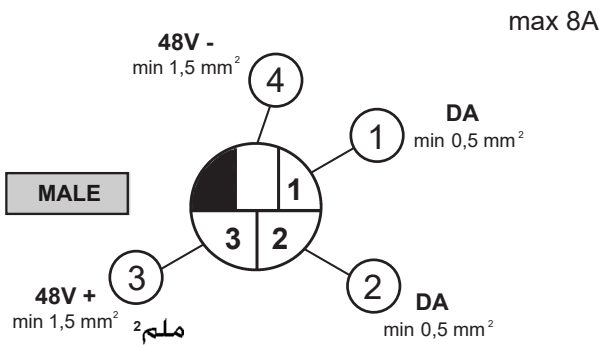 max 8A
48V -
min 1,5 mm²
4
1
DA
min 0,5 mm²
MALE
1
3 2
3
48V +
min 1,5 mm²
ملم²
2
DA
min 0,5 mm²